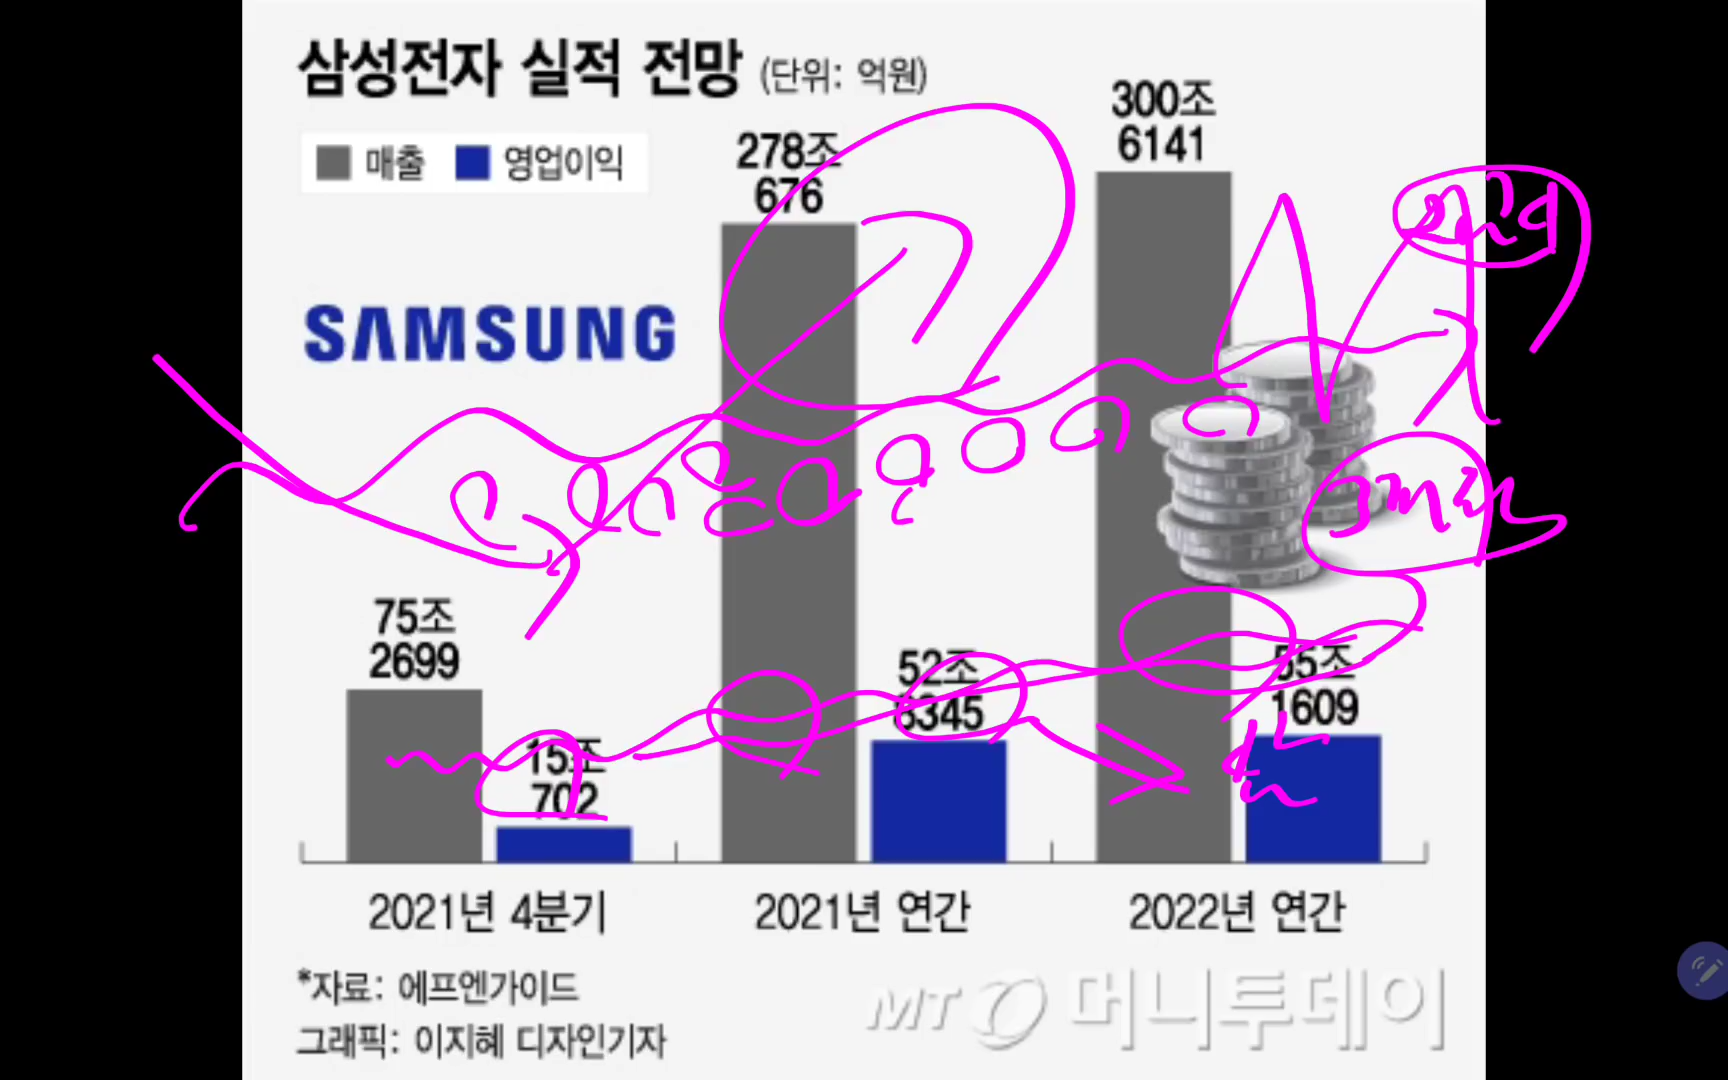 삼성전자 실적 전망 (단위: 억원)
매출 영업이익
SAMSUNG
75조
2699
15조
702
278조
676
52조
6345
300조
6141
55조
1609
2021년 4분기 2021년 연간 2022년 연간
*자료: 에프엔가이드
그래픽: 이지혜 디자인기자
MT 머니투데이